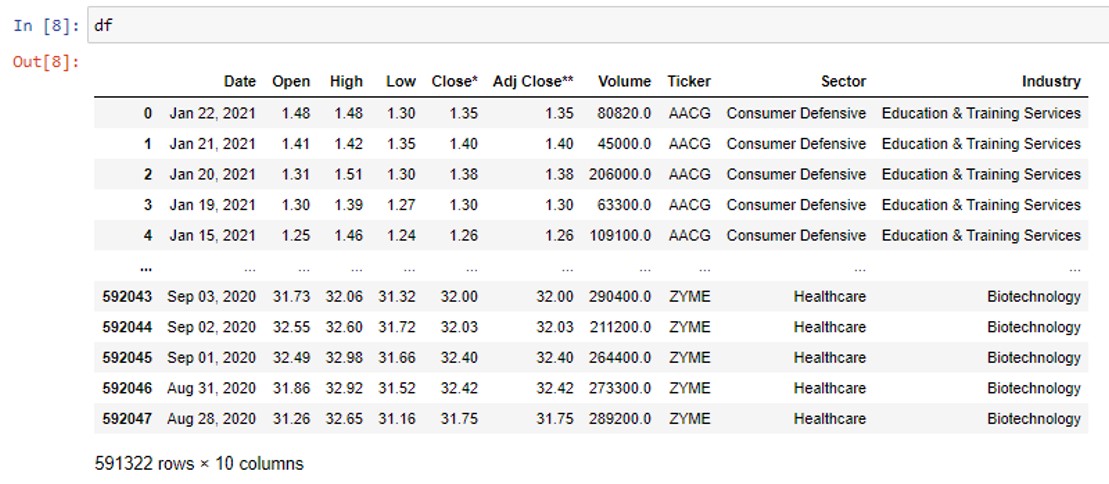 In [8]: df
Out[8]:
Date Open High Low Close* Adj Close** Volume Ticker Sector Industry
0 Jan 22, 2021 1.48 1.48 1.30 1.35 1.35 80820.0 AACG Consumer Defensive Education & Training Services
1 Jan 21, 2021 1.41 1.42 1.35 1.40 1.40 45000.0 AACG Consumer Defensive Education & Training Services
2 Jan 20, 2021 1.31 1.51 1.30 1.38 1.38 206000.0 AACG Consumer Defensive Education & Training Services
3 Jan 19, 2021 1.30 1.39 1.27 1.30 1.30 63300.0 AACG Consumer Defensive Education & Training Services
4 Jan 15, 2021 1.25 1.46 1.24 1.26 1.26 109100.0 AACG Consumer Defensive Education & Training Services
... ... ... ... ... ... ... ... ... ... ...
592043 Sep 03, 2020 31.73 32.06 31.32 32.00 32.00 290400.0 ZYME Healthcare Biotechnology
592044 Sep 02, 2020 32.55 32.60 31.72 32.03 32.03 211200.0 ZYME Healthcare Biotechnology
592045 Sep 01, 2020 32.49 32.98 31.66 32.40 32.40 264400.0 ZYME Healthcare Biotechnology
592046 Aug 31, 2020 31.86 32.92 31.52 32.42 32.42 273300.0 ZYME Healthcare Biotechnology
592047 Aug 28, 2020 31.26 32.65 31.16 31.75 31.75 289200.0 ZYME Healthcare Biotechnology
591322 rows × 10 columns